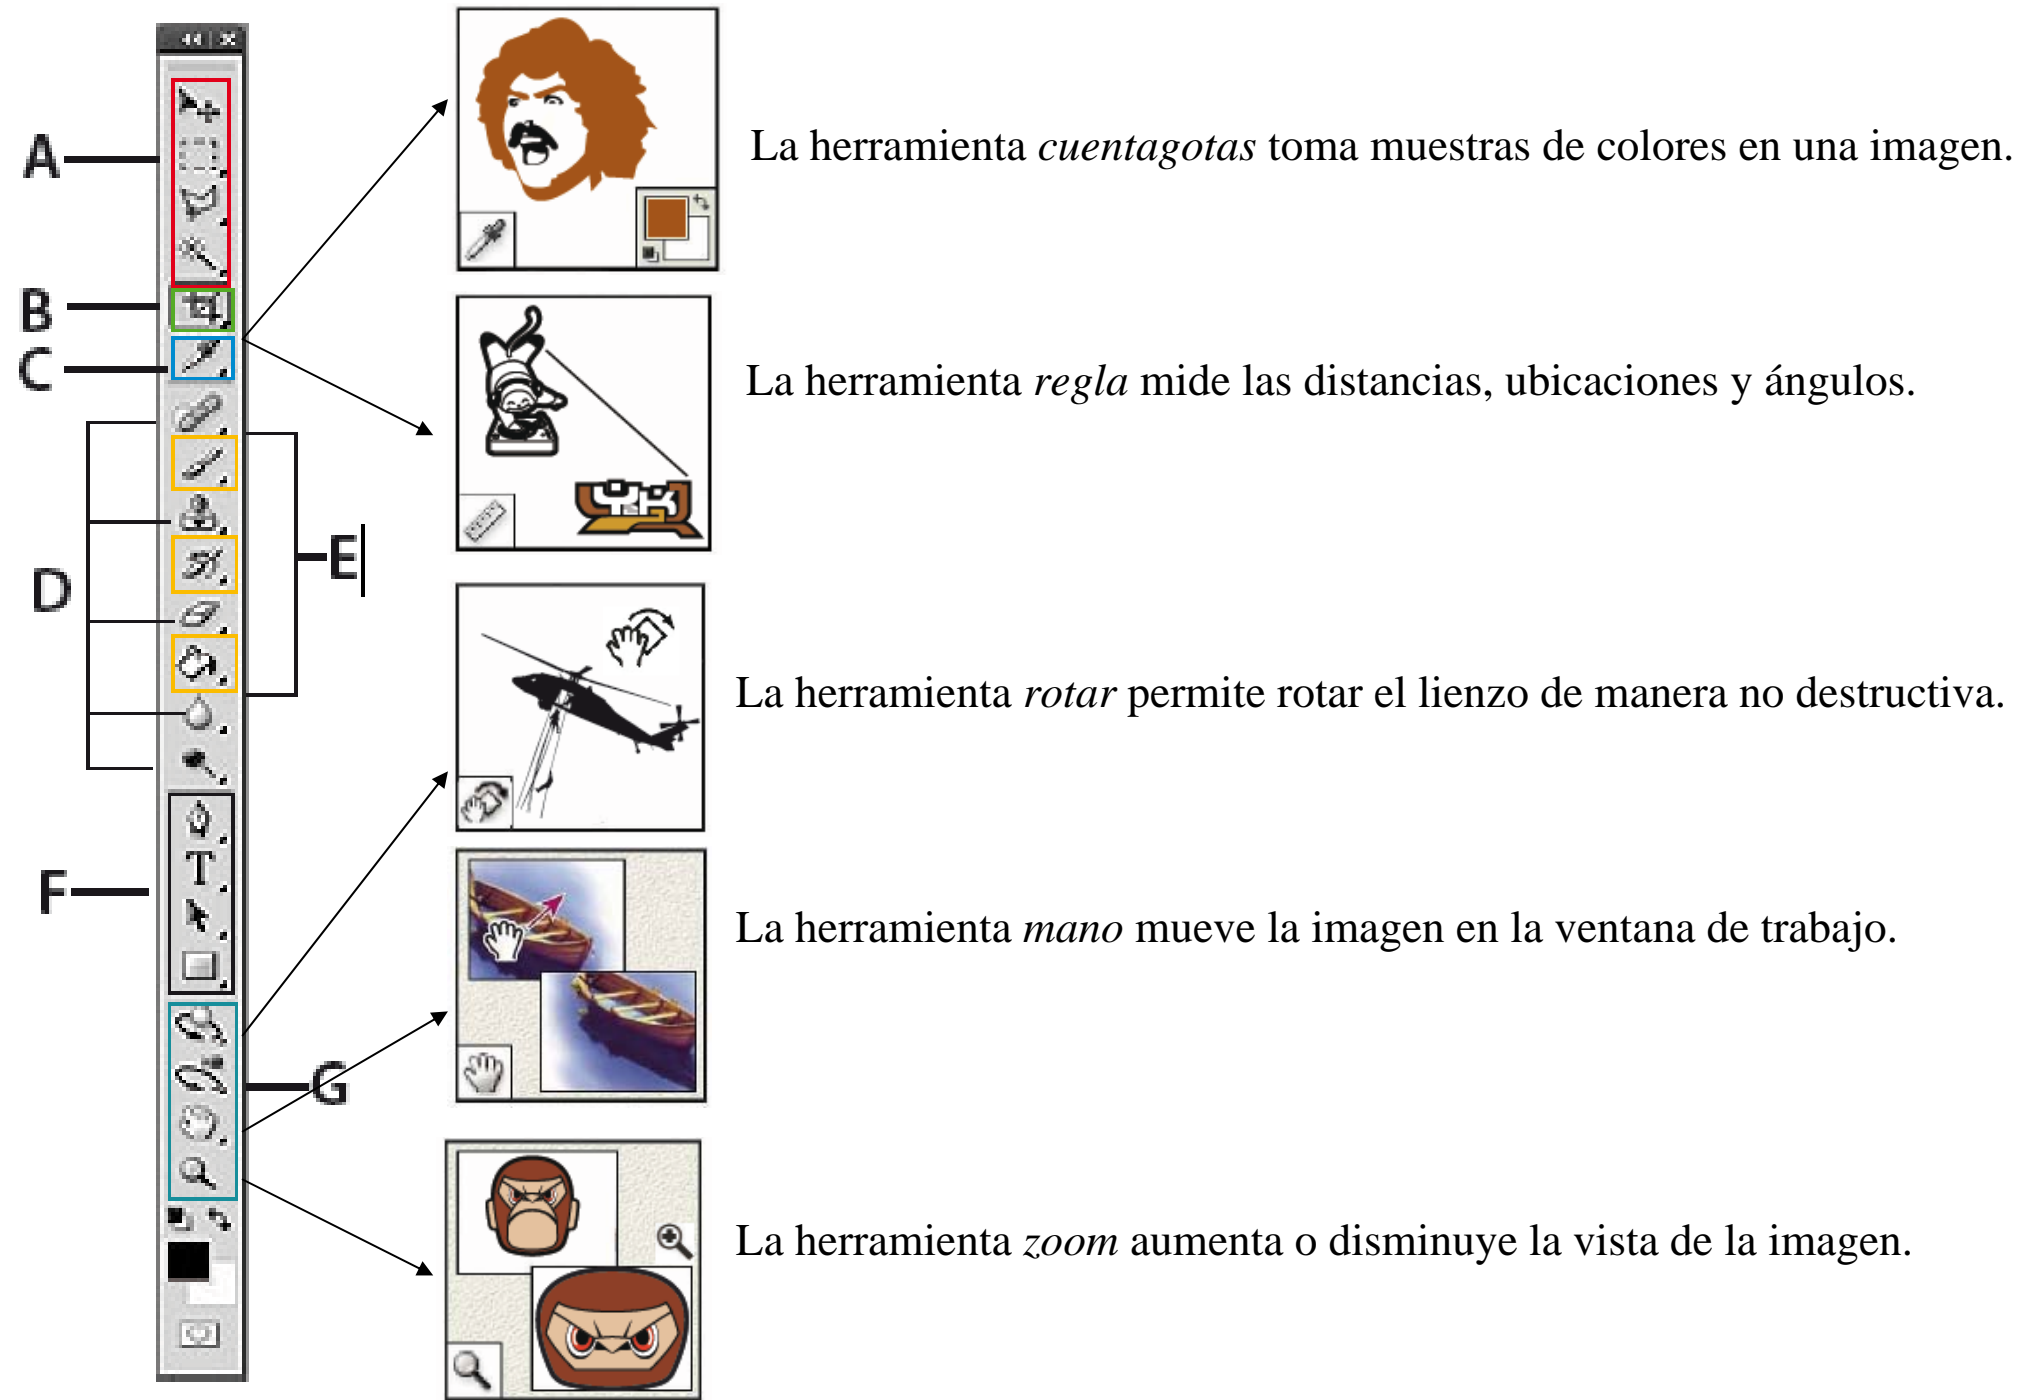 A
La herramienta cuentagotas toma muestras de colores en una imagen.
B
C
La herramienta regla mide las distancias, ubicaciones y ángulos.
E
D
La herramienta rotar permite rotar el lienzo de manera no destructiva.
T
F
La herramienta mano mueve la imagen en la ventana de trabajo.
G
La herramienta zoom aumenta o disminuye la vista de la imagen.